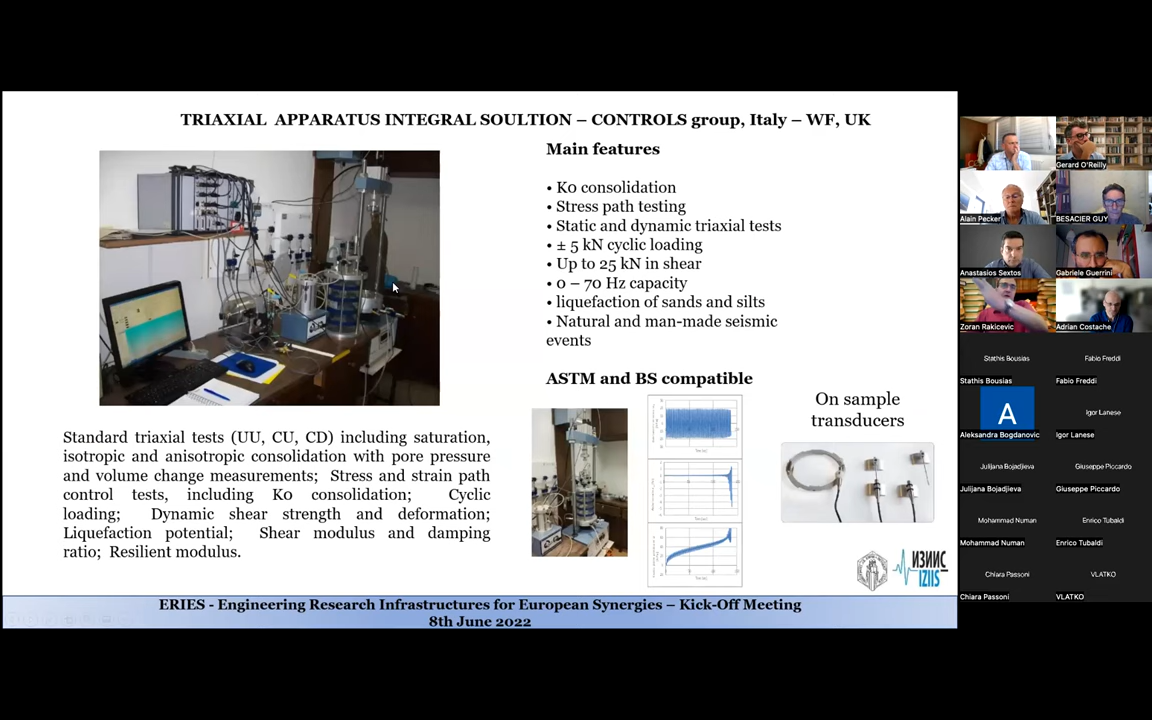 TRIAXIAL APPARATUS INTEGRAL SOULTION – CONTROLS group, Italy – WF, UK
Main features
• K0 consolidation
• Stress path testing
• Static and dynamic triaxial tests
• ± 5 kN cyclic loading
• Up to 25 kN in shear
• 0 – 70 Hz capacity
• liquefaction of sands and silts
• Natural and man-made seismic
events
ASTM and BS compatible
On sample
transducers
Standard triaxial tests (UU, CU, CD) including saturation,
isotropic and anisotropic consolidation with pore pressure
and volume change measurements; Stress and strain path
control tests, including K0 consolidation; Cyclic
loading; Dynamic shear strength and deformation;
Liquefaction potential; Shear modulus and damping
ratio; Resilient modulus.
ИЗИИС
IZIIS
ERIES - Engineering Research Infrastructures for European Synergies – Kick-Off Meeting
8th June 2022
Gerard O'Reilly
Alain Pecker
BESACIER GUY
Anastasios Sextos
Gabriele Guerrini
Zoran Rakicevic
Adrian Costache
Stathis Bousias
Fabio Freddi
Stathis Bousias
Fabio Freddi
A
Igor Lanese
Aleksandra Bogdanovic
Igor Lanese
Julijana Bojadjieva
Giuseppe Piccardo
Julijana Bojadjieva
Giuseppe Piccardo
Mohammad Numan
Enrico Tubaldi
Mohammad Numan
Enrico Tubaldi
Chiara Passoni
VLATKO
Chiara Passoni
VLATKO